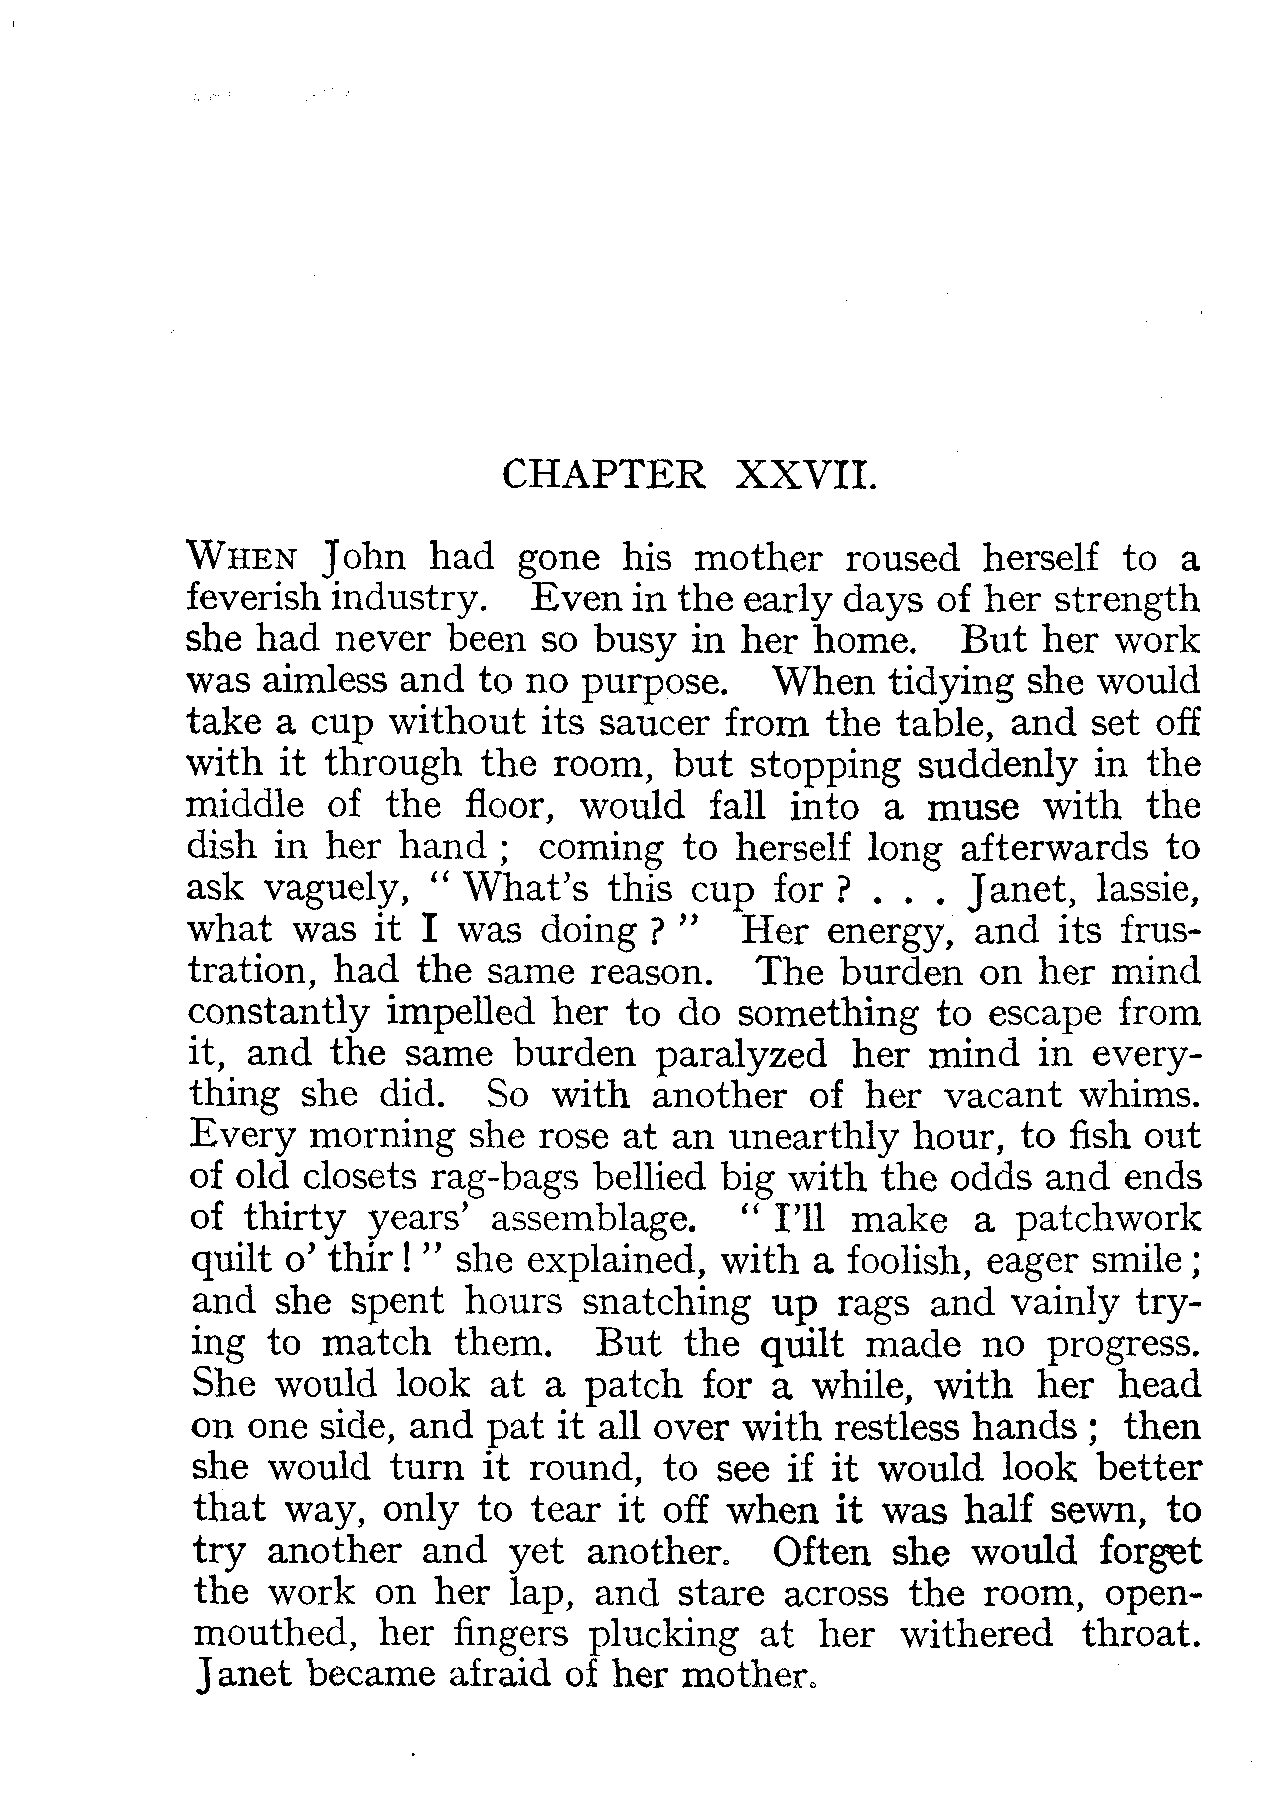 CHAPTER XXVII.
WHEN John had gone his mother roused herself to a
feverish industry. Even in the early days of her strength
she had never been so busy in her home. But her work
was aimless and to no purpose. When tidying she would
take a cup without its saucer from the table, and set off
with it through the room, but stopping suddenly in the
middle of the floor, would fall into a muse with the
dish in her hand ; coming to herself long afterwards to
ask vaguely, “ What’s this cup for ? . . . Janet, lassie,
what was it I was doing ? ” Her energy, and its frus-
tration, had the same reason. The burden on her mind
constantly impelled her to do something to escape from
it, and the same burden paralyzed her mind in every-
thing she did. So with another of her vacant whims.
Every morning she rose at an unearthly hour, to fish out
of old closets rag-bags bellied big with the odds and ends
of thirty years’ assemblage. “ I’ll make a patchwork
quilt o’ thir ! ” she explained, with a foolish, eager smile ;
and she spent hours snatching up rags and vainly try-
ing to match them. But the quilt made no progress.
She would look at a patch for a while, with her head
on one side, and pat it all over with restless hands ; then
she would turn it round, to see if it would look better
that way, only to tear it off when it was half sewn, to
try another and yet another. Often she would forget
the work on her lap, and stare across the room, open-
mouthed, her fingers plucking at her withered throat.
Janet became afraid of her mother.